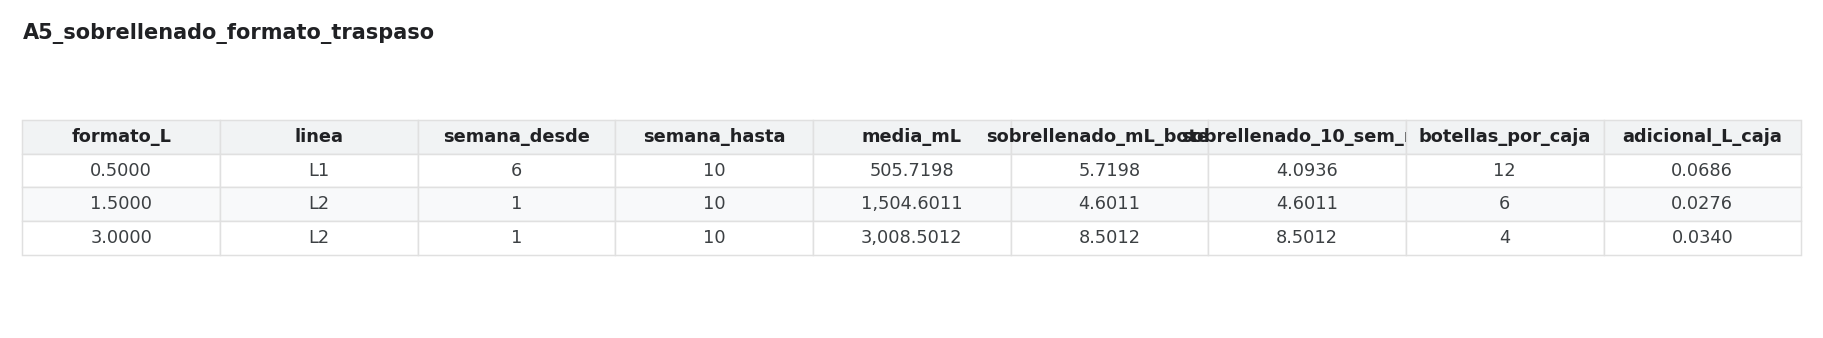 A5_sobrellenado_formato_traspaso
formato_L linea semana_desde semana_hasta media_mL sobrellenado_mL_bote sobrellenado_10_sem_ botellas_por_caja adicional_L_caja
0.5000 L1 6 10 505.7198 5.7198 4.0936 12 0.0686
1.5000 L2 1 10 1,504.6011 4.6011 4.6011 6 0.0276
3.0000 L2 1 10 3,008.5012 8.5012 8.5012 4 0.0340